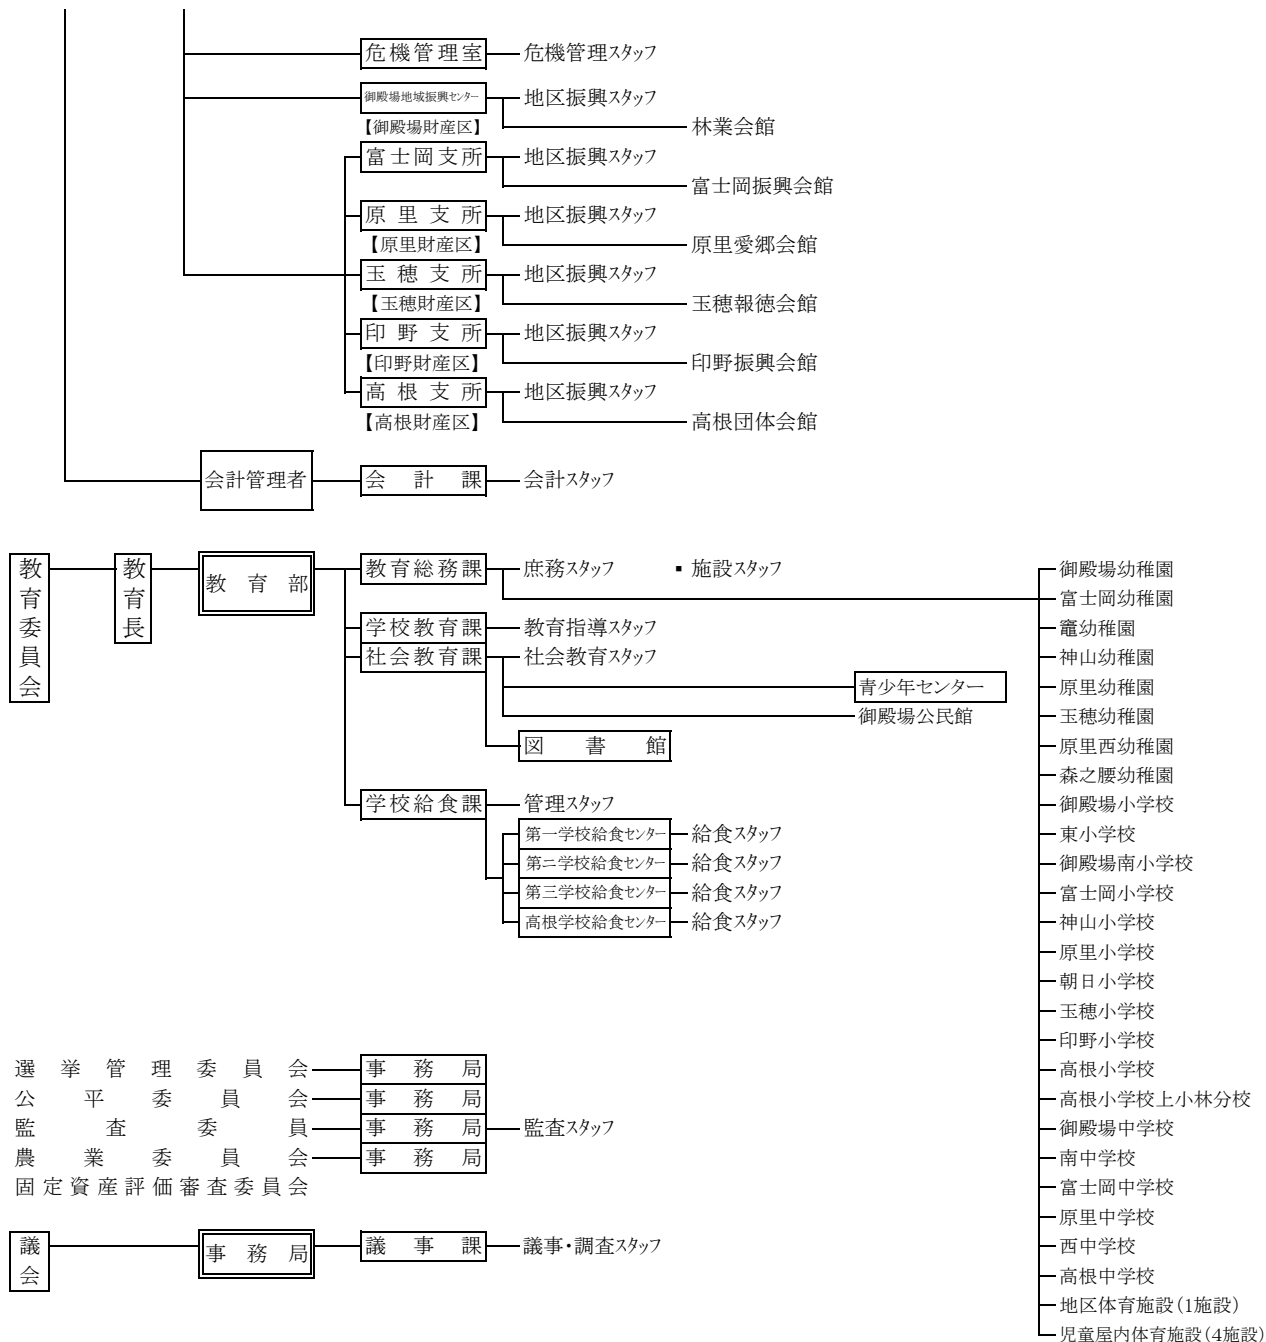 危機管理室 危機管理スタッフ
御殿場地域振興センター 地区振興スタッフ
【御殿場財産区】 林業会館
富士岡支所 地区振興スタッフ
富士岡振興会館
原里支所 地区振興スタッフ
【原里財産区】 原里愛郷会館
玉穂支所 地区振興スタッフ
【玉穂財産区】 玉穂報徳会館
印野支所 地区振興スタッフ
【印野財産区】 印野振興会館
高根支所 地区振興スタッフ
【高根財産区】 高根団体会館
会計管理者 会計課 会計スタッフ
教育委員会 教育長 教育部 教育総務課 庶務スタッフ ▪ 施設スタッフ
学校教育課 教育指導スタッフ
社会教育課 社会教育スタッフ
青少年センター
御殿場公民館
図書館
学校給食課 管理スタッフ
第一学校給食センター 給食スタッフ
第二学校給食センター 給食スタッフ
第三学校給食センター 給食スタッフ
高根学校給食センター 給食スタッフ
御殿場幼稚園
富士岡幼稚園
竈幼稚園
神山幼稚園
原里幼稚園
玉穂幼稚園
原里西幼稚園
森之腰幼稚園
御殿場小学校
東小学校
御殿場南小学校
富士岡小学校
神山小学校
原里小学校
朝日小学校
玉穂小学校
印野小学校
高根小学校
高根小学校上小林分校
御殿場中学校
南中学校
富士岡中学校
原里中学校
西中学校
高根中学校
地区体育施設(1施設)
児童屋内体育施設(4施設)
選挙管理委員会 事務局
公平委員会 事務局
監査委員 事務局 監査スタッフ
農業委員会 事務局
固定資産評価審査委員会
議会 事務局 議事課 議事・調査スタッフ